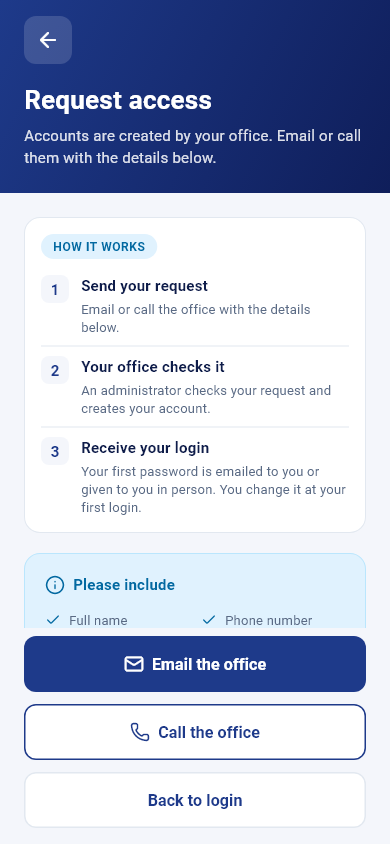 Request access
Accounts are created by your office. Email or call
them with the details below.
HOW IT WORKS
1
Send your request
Email or call the office with the details
below.
2
Your office checks it
An administrator checks your request and
creates your account.
3
Receive your login
Your first password is emailed to you or
given to you in person. You change it at your
first login.
Please include
Full name
Phone number
Email the office
Call the office
Back to login